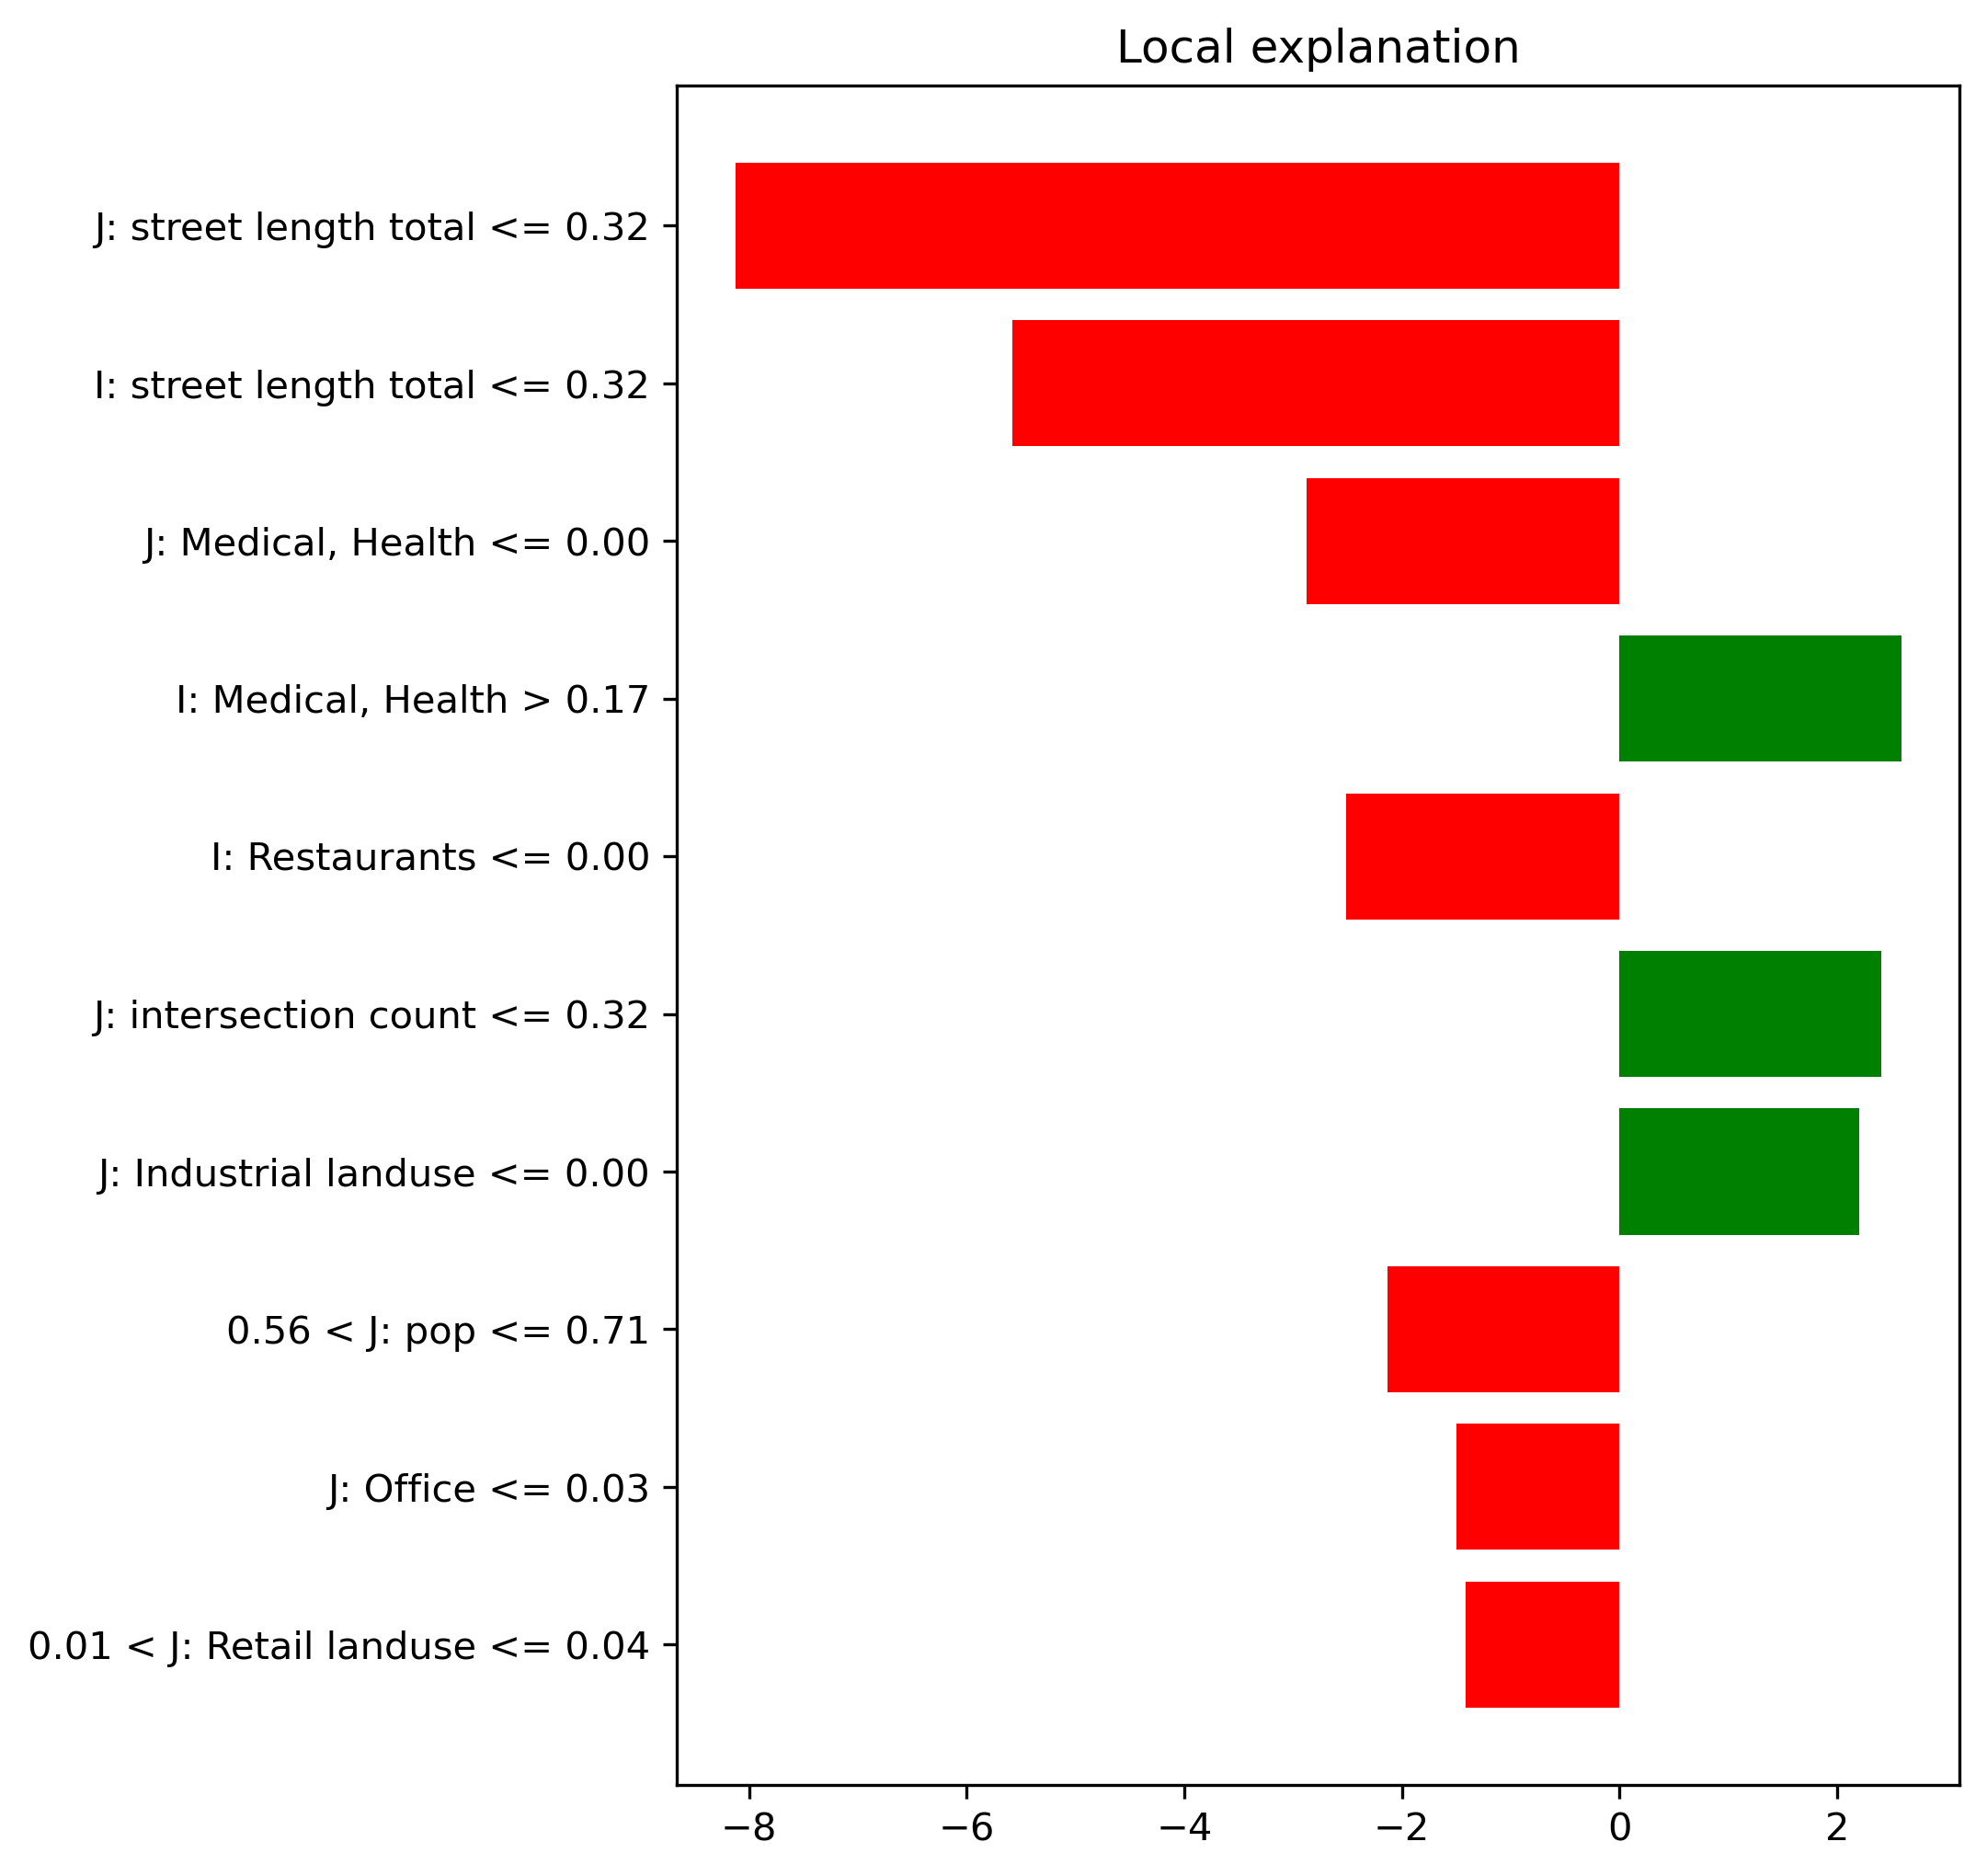 Local explanation
J: street length total <= 0.32
I: street length total <= 0.32
J: Medical, Health <= 0.00
I: Medical, Health > 0.17
I: Restaurants <= 0.00
J: intersection count <= 0.32
J: Industrial landuse <= 0.00
0.56 < J: pop <= 0.71
J: Office <= 0.03
0.01 < J: Retail landuse <= 0.04
−8 −6 −4 −2 0 2